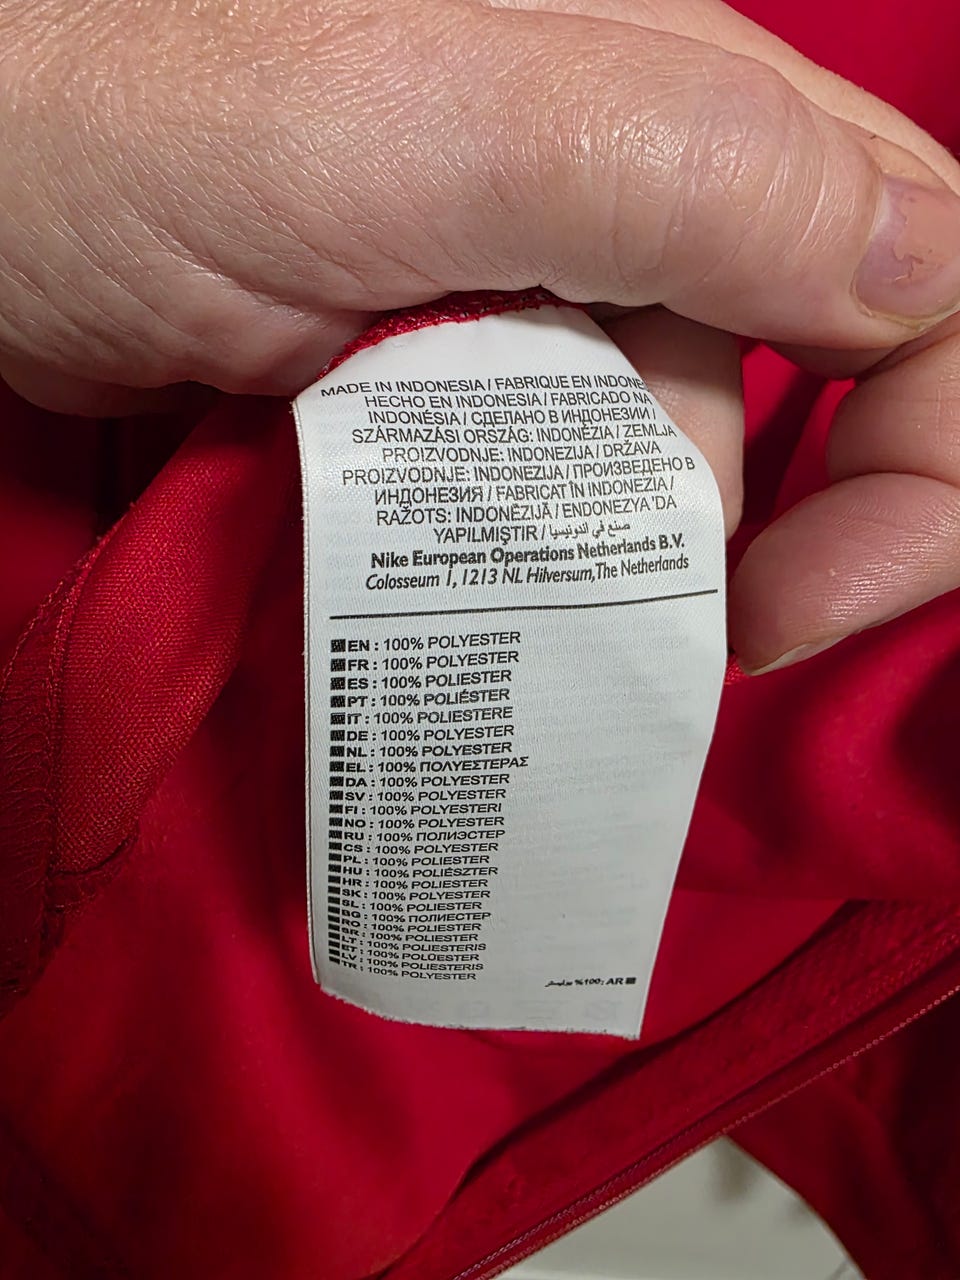 MADE IN INDONESIA / FABRIQUE EN INDONE
HECHO EN INDONESIA / FABRICADO NA
INDONÉSIA / СДЕЛАНО В ИНДОНЕЗИИ /
SZÁRMAZÁSI ORSZÁG: INDONÉZIA / ZEMLJA
PROIZVODNJE: INDONEZIJA / DRŽAVA
PROIZVODNJE: INDONEZIJA / ПРОИЗВЕДЕНО В
ИНДОНЕЗИЯ / FABRICAT ÎN INDONEZIA /
RAŽOTS: INDONĒZIJĀ / ENDONEZYA 'DA
YAPILMIŞTIR / صنع في اندونيسيا
Nike European Operations Netherlands B.V.
Colosseum 1, 1213 NL Hilversum, The Netherlands
EN : 100% POLYESTER
FR : 100% POLYESTER
ES : 100% POLIESTER
PT : 100% POLIÉSTER
IT : 100% POLIESTERE
DE : 100% POLYESTER
NL : 100% POLYESTER
EL : 100% ΠΟΛΥΕΣΤΕΡΑΣ
DA : 100% POLYESTER
SV : 100% POLYESTER
FI : 100% POLYESTERI
NO : 100% POLYESTER
RU : 100% ПОЛИЭСТЕР
CS : 100% POLYESTER
PL : 100% POLIESTER
HU : 100% POLIÉSZTER
HR : 100% POLIESTER
SK : 100% POLYESTER
SL : 100% POLIESTER
BG : 100% ПОЛИЕСТЕР
RO : 100% POLIESTER
SR : 100% POLIESTER
LT : 100% POLIESTERIS
ET : 100% POLÜESTER
LV : 100% POLIESTERIS
TR : 100% POLYESTER
AR : 100% بوليستر